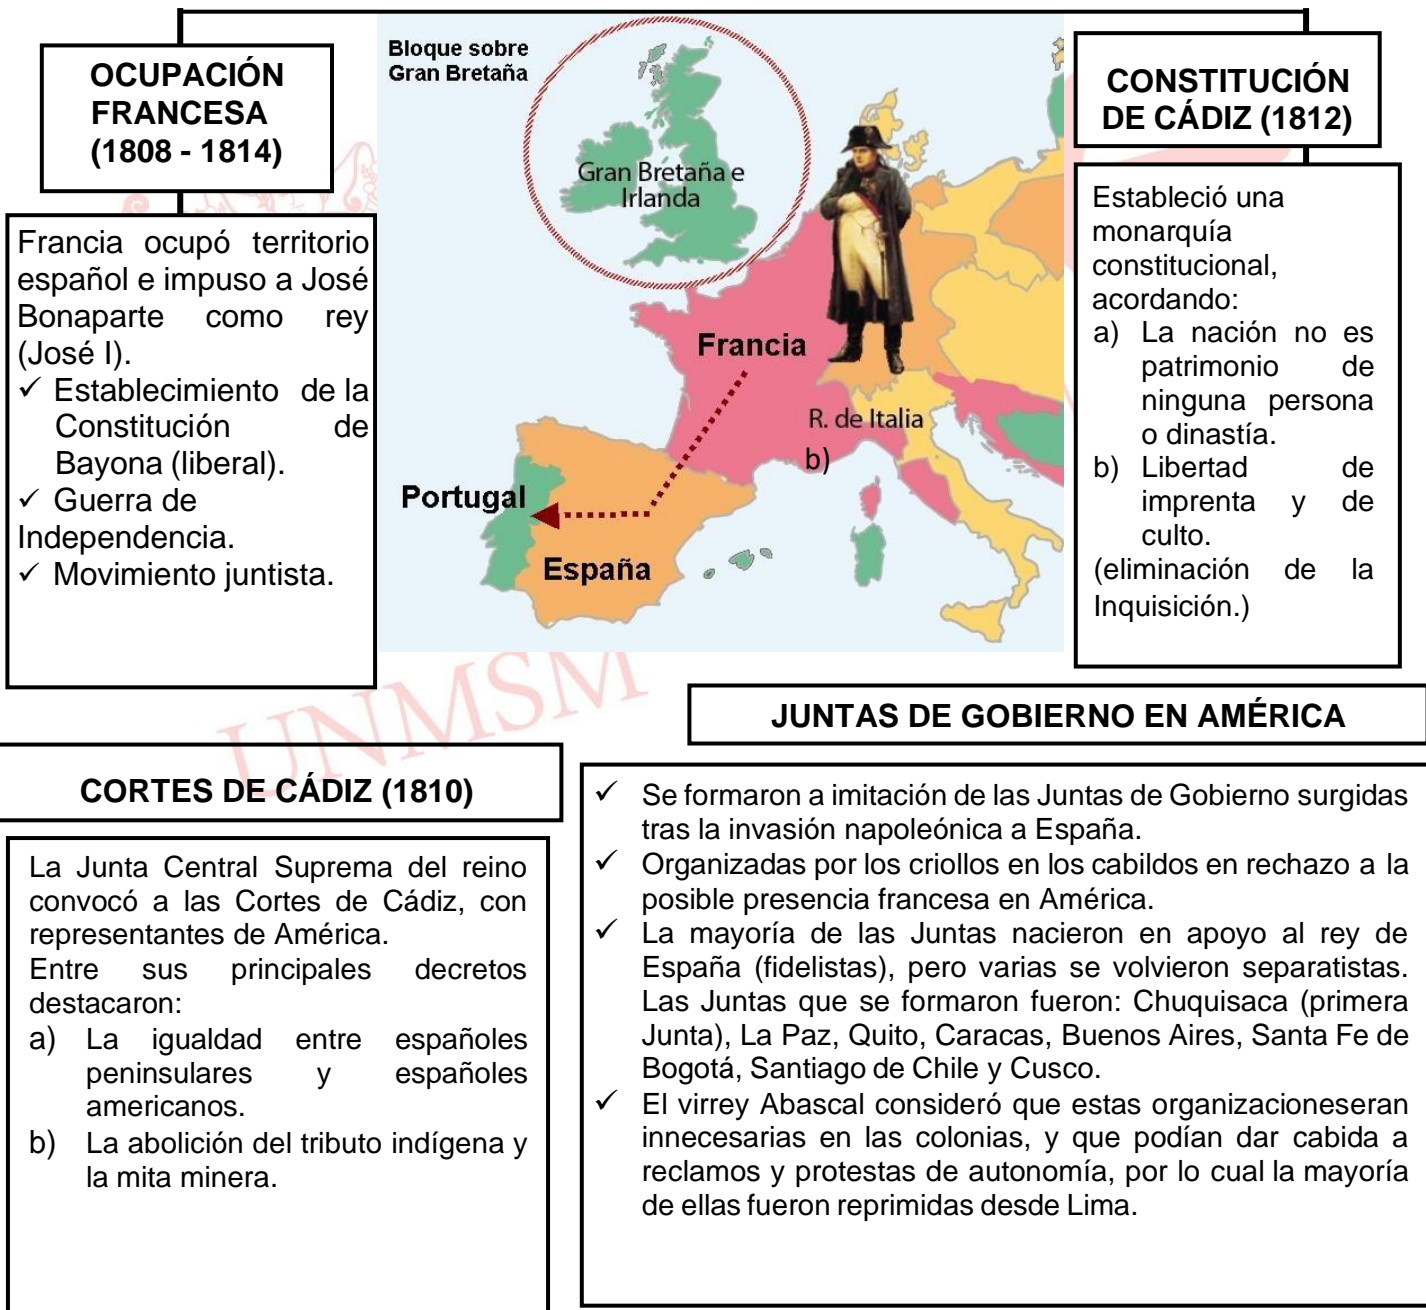 OCUPACIÓN
FRANCESA
(1808 - 1814)
Francia ocupó territorio
español e impuso a José
Bonaparte como rey
(José I).
✓ Establecimiento de la
Constitución de
Bayona (liberal).
✓ Guerra de
Independencia.
✓ Movimiento juntista.
Bloque sobre
Gran Bretaña
Gran Bretaña e
Irlanda
Francia
R. de Italia
b)
Portugal
España
CONSTITUCIÓN
DE CÁDIZ (1812)
Estableció una
monarquía
constitucional,
acordando:
a) La nación no es
patrimonio de
ninguna persona
o dinastía.
b) Libertad de
imprenta y de
culto.
(eliminación de la
Inquisición.)
UNMSM
CORTES DE CÁDIZ (1810)
La Junta Central Suprema del reino
convocó a las Cortes de Cádiz, con
representantes de América.
Entre sus principales decretos
destacaron:
a) La igualdad entre españoles
peninsulares y españoles
americanos.
b) La abolición del tributo indígena y
la mita minera.
JUNTAS DE GOBIERNO EN AMÉRICA
✓ Se formaron a imitación de las Juntas de Gobierno surgidas
tras la invasión napoleónica a España.
✓ Organizadas por los criollos en los cabildos en rechazo a la
posible presencia francesa en América.
✓ La mayoría de las Juntas nacieron en apoyo al rey de
España (fidelistas), pero varias se volvieron separatistas.
Las Juntas que se formaron fueron: Chuquisaca (primera
Junta), La Paz, Quito, Caracas, Buenos Aires, Santa Fe de
Bogotá, Santiago de Chile y Cusco.
✓ El virrey Abascal consideró que estas organizacioneseran
innecesarias en las colonias, y que podían dar cabida a
reclamos y protestas de autonomía, por lo cual la mayoría
de ellas fueron reprimidas desde Lima.